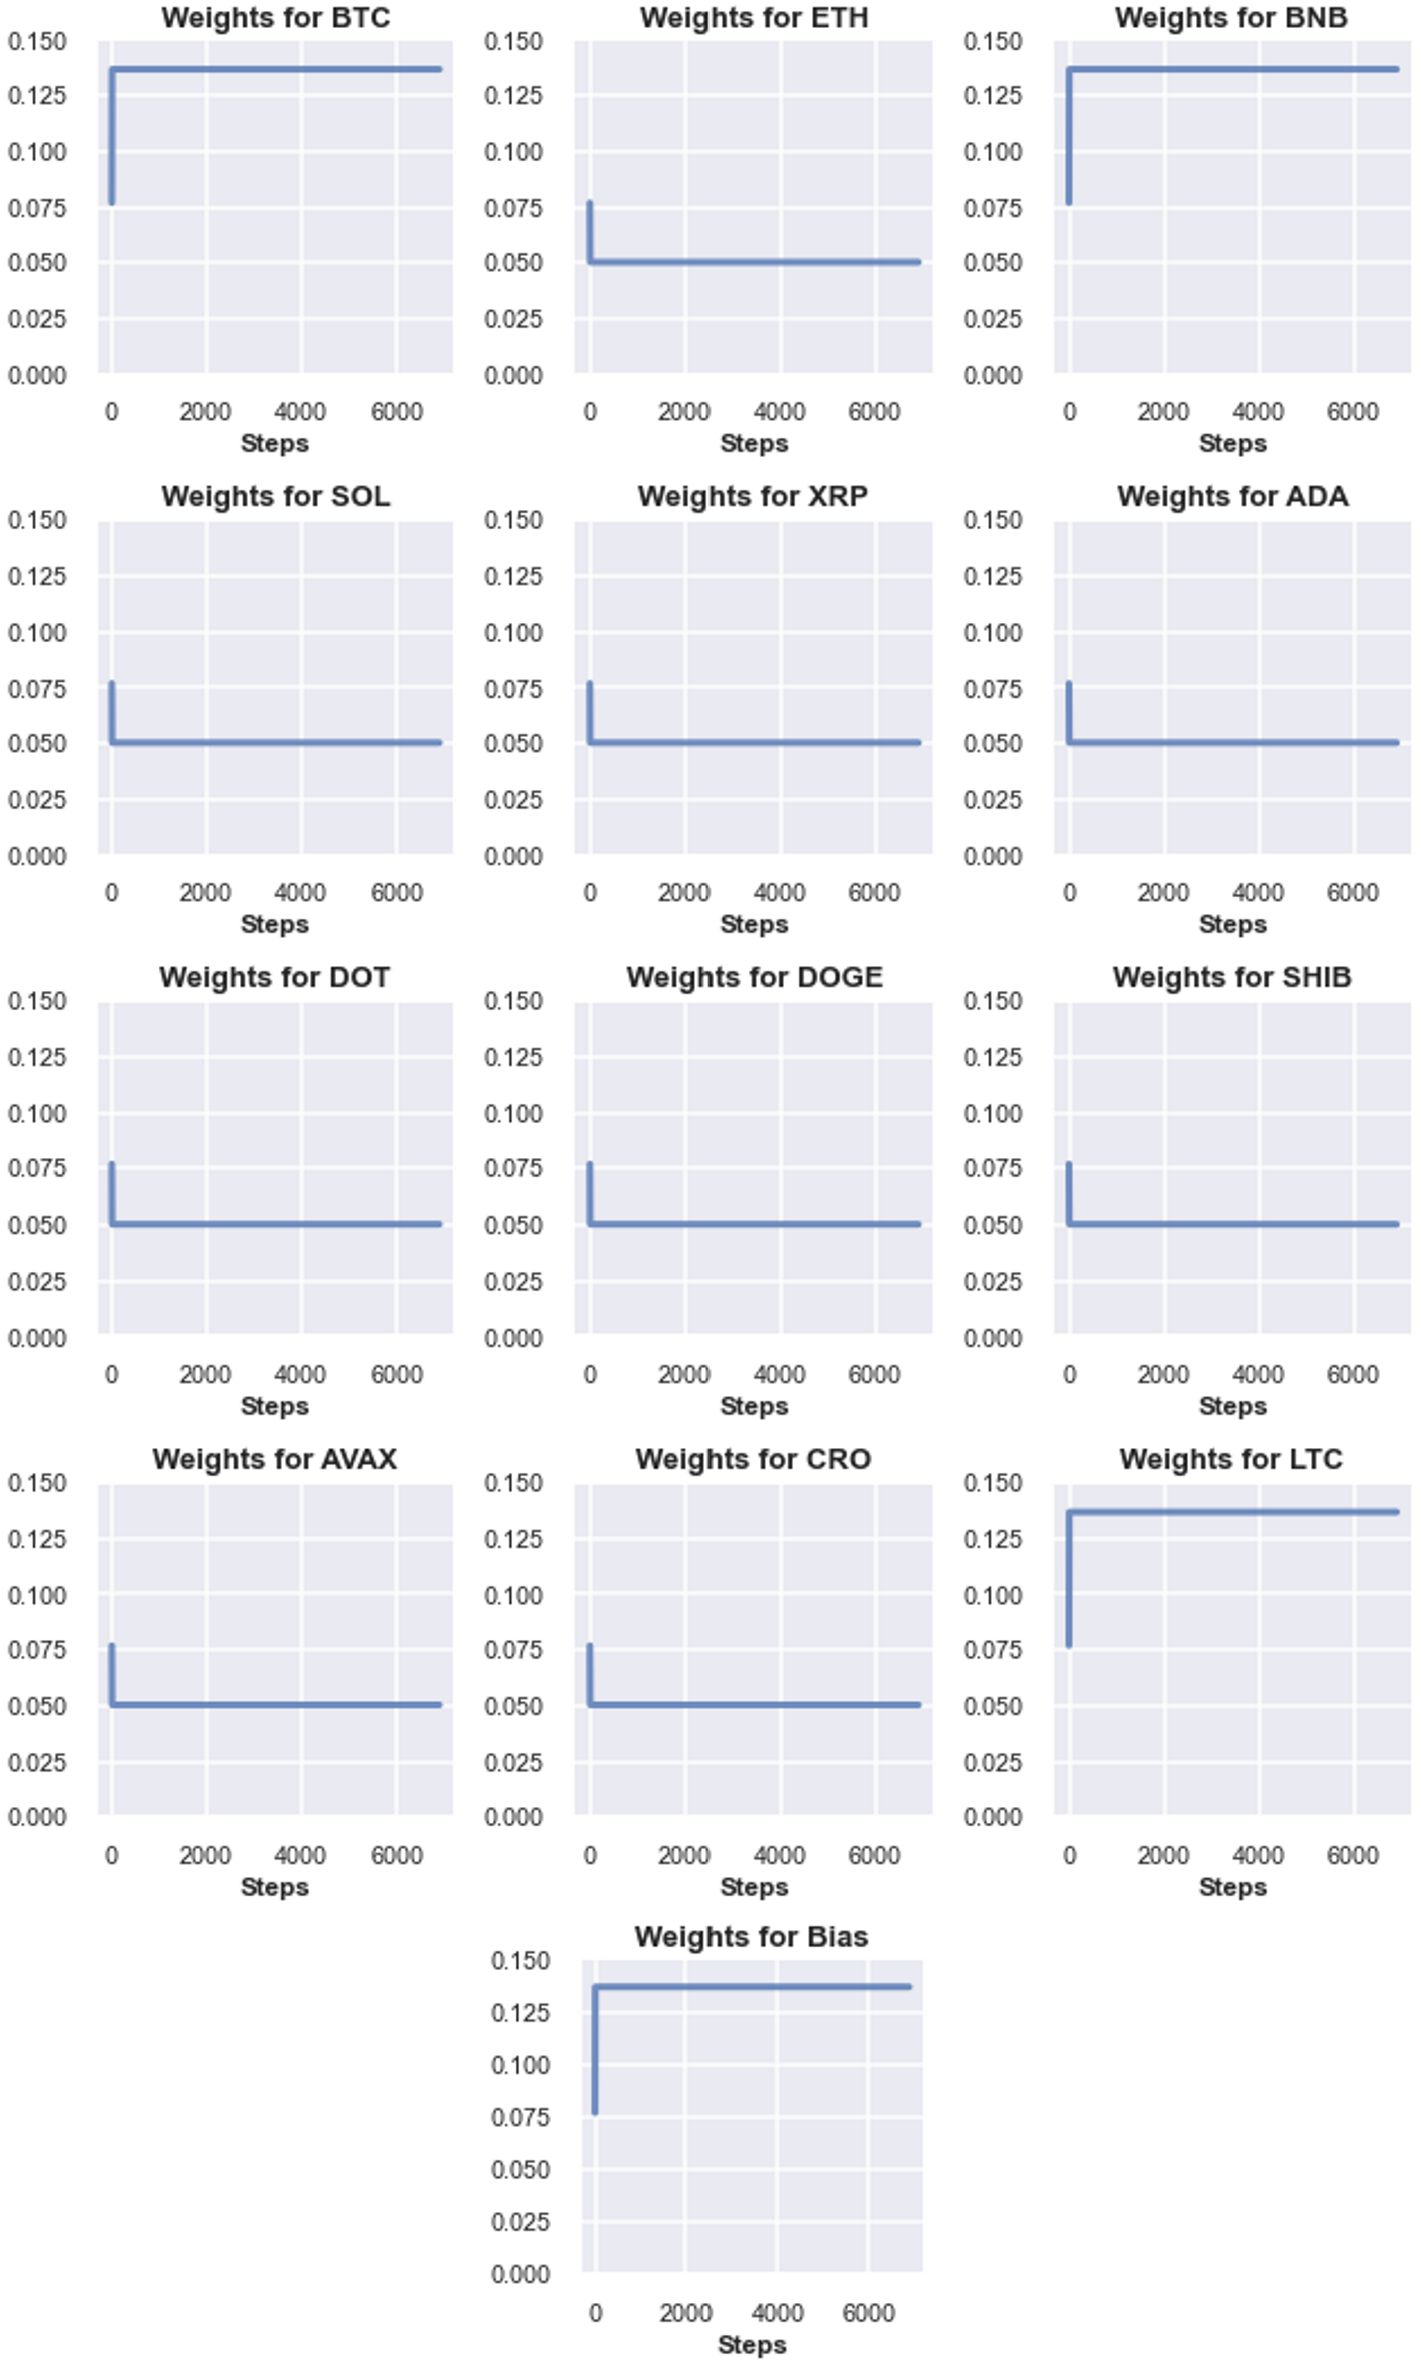 Weights for BTC Weights for ETH Weights for BNB
0.150 0.150 0.150
0.125 0.125 0.125
0.100 0.100 0.100
0.075 0.075 0.075
0.050 0.050 0.050
0.025 0.025 0.025
0.000 0.000 0.000
0 2000 4000 6000 0 2000 4000 6000 0 2000 4000 6000
Steps Steps Steps
Weights for SOL Weights for XRP Weights for ADA
0.150 0.150 0.150
0.125 0.125 0.125
0.100 0.100 0.100
0.075 0.075 0.075
0.050 0.050 0.050
0.025 0.025 0.025
0.000 0.000 0.000
0 2000 4000 6000 0 2000 4000 6000 0 2000 4000 6000
Steps Steps Steps
Weights for DOT Weights for DOGE Weights for SHIB
0.150 0.150 0.150
0.125 0.125 0.125
0.100 0.100 0.100
0.075 0.075 0.075
0.050 0.050 0.050
0.025 0.025 0.025
0.000 0.000 0.000
0 2000 4000 6000 0 2000 4000 6000 0 2000 4000 6000
Steps Steps Steps
Weights for AVAX Weights for CRO Weights for LTC
0.150 0.150 0.150
0.125 0.125 0.125
0.100 0.100 0.100
0.075 0.075 0.075
0.050 0.050 0.050
0.025 0.025 0.025
0.000 0.000 0.000
0 2000 4000 6000 0 2000 4000 6000 0 2000 4000 6000
Steps Steps Steps
Weights for Bias
0.150
0.125
0.100
0.075
0.050
0.025
0.000
0 2000 4000 6000
Steps